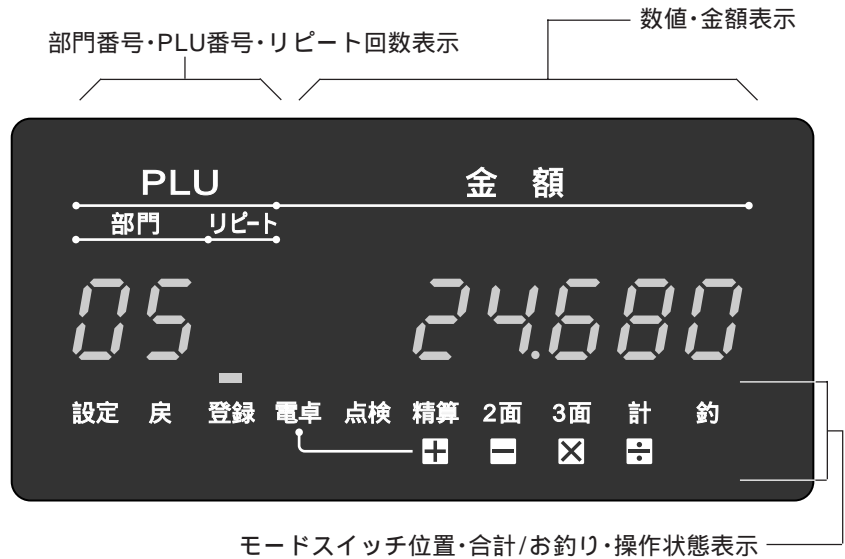 数値･金額表示
部門番号･PLU番号･リピート回数表示
PLU 金 額
部門 リピート
05 24.680
設定 戻 登録 電卓 点検 精算 2面 3面 計 釣
+ − × ÷
モードスイッチ位置･合計/お釣り･操作状態表示